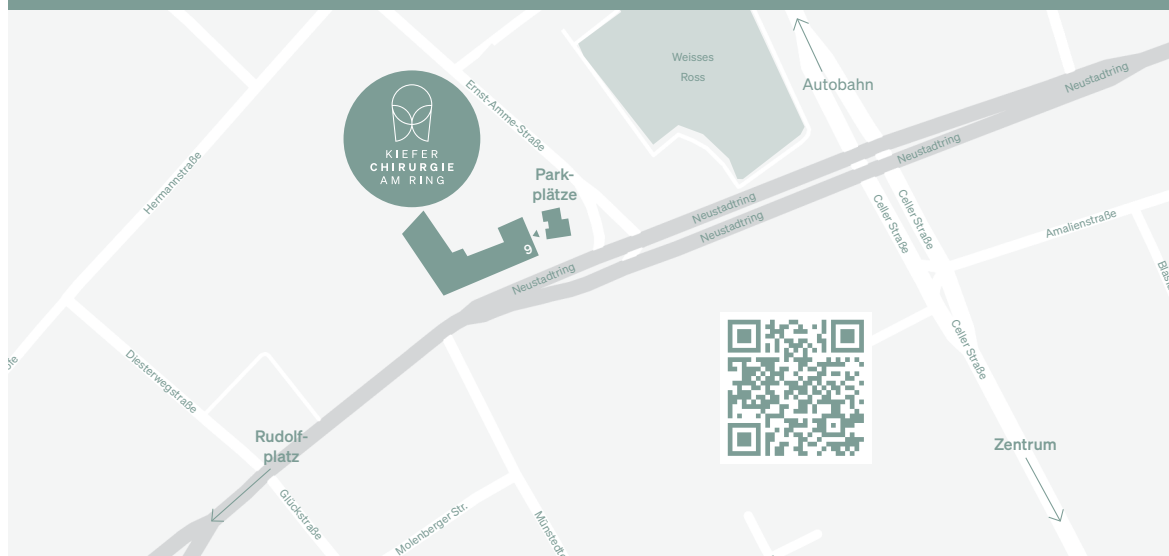 Weisses
Ross
Autobahn
Neustadtring
Ernst-Amme-Straße
KIEFER
CHIRURGIE
AM RING
Park-
plätze
Neustadtring
Hermannstraße
Neustadtring
Neustadtring
Celler Straße
Celler Straße
Amalienstraße
9
Neustadtring
Celler Straße
Diesterwegstraße
Rudolf-
platz
Zentrum
Glückstraße
Molenberger Str.